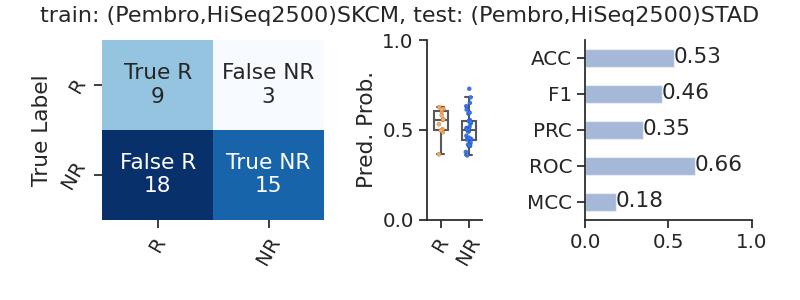 train: (Pembro,HiSeq2500)SKCM, test: (Pembro,HiSeq2500)STAD
True Label
R
NR
True R
9
False NR
3
False R
18
True NR
15
R
NR
Pred. Prob.
1.0
0.5
0.0
R
NR
ACC
0.53
F1
0.46
PRC
0.35
ROC
0.66
MCC
0.18
0.0
0.5
1.0